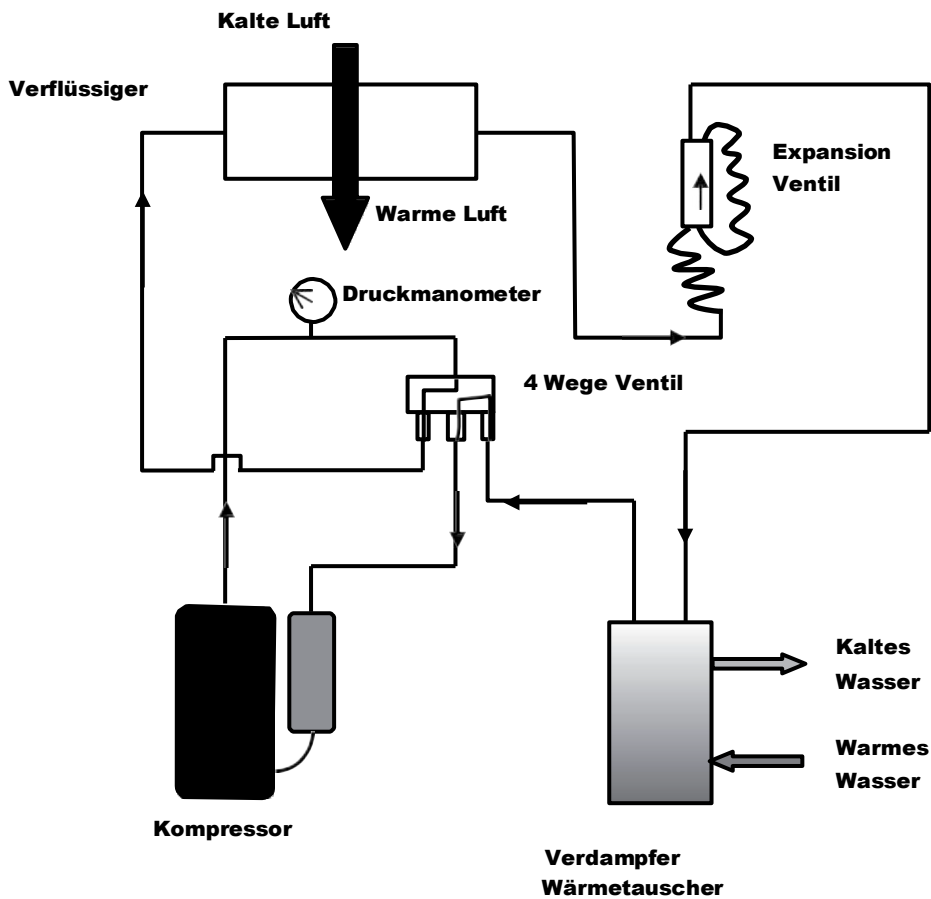 Kalte Luft
Verflüssiger
Expansion
Ventil
Warme Luft
Druckmanometer
4 Wege Ventil
Kaltes
Wasser
Warmes
Wasser
Kompressor
Verdampfer
Wärmetauscher